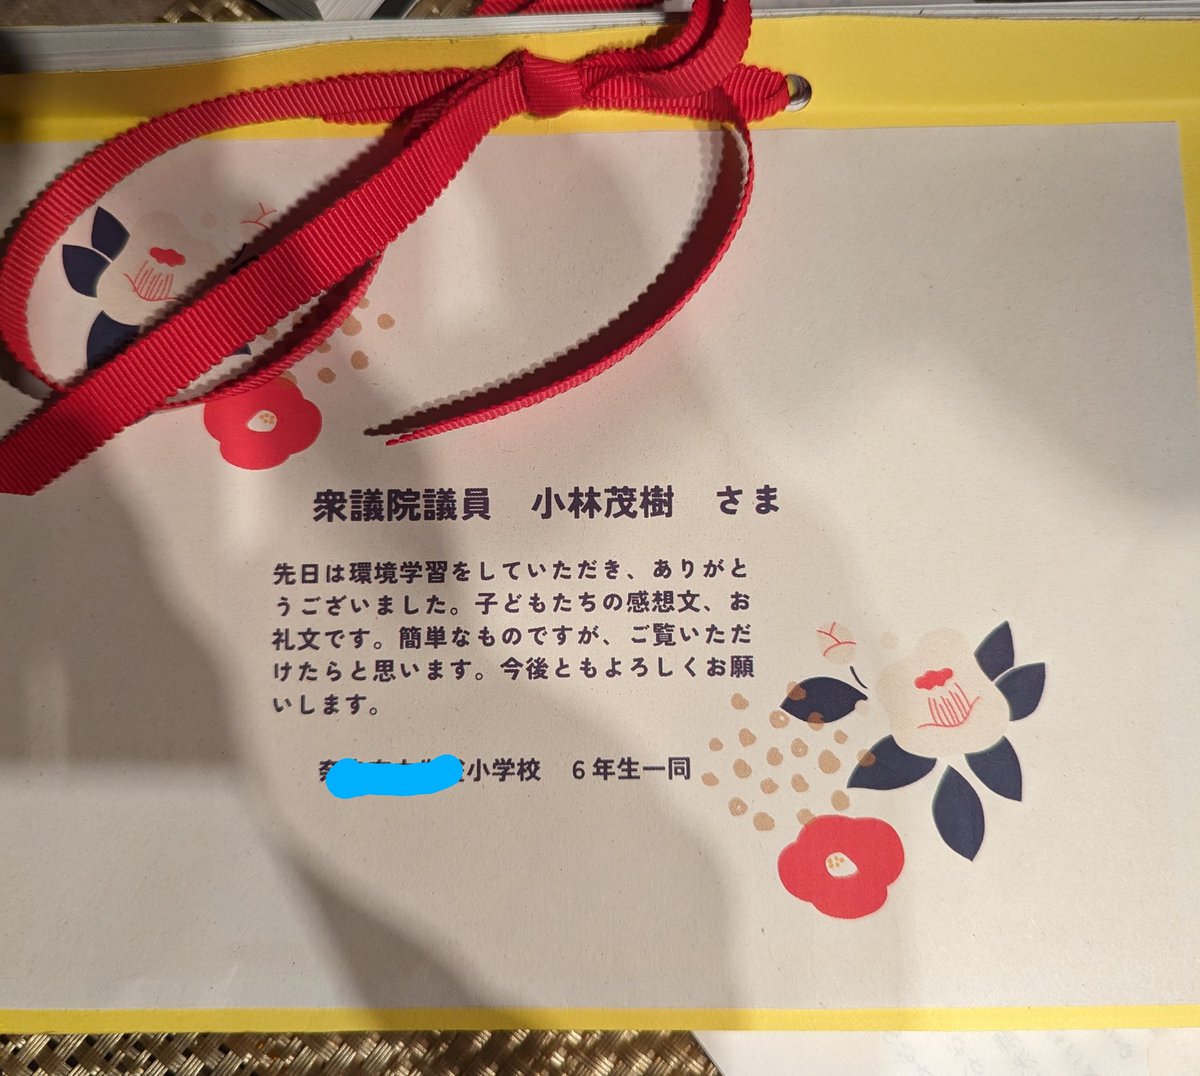 衆議院議員　小林茂樹　さま
先日は環境学習をしていただき、ありがと
うございました。子どもたちの感想文、お
礼文です。簡単なものですが、ご覧いただ
けたらと思います。今後ともよろしくお願
いします。
小学校　6年生一同